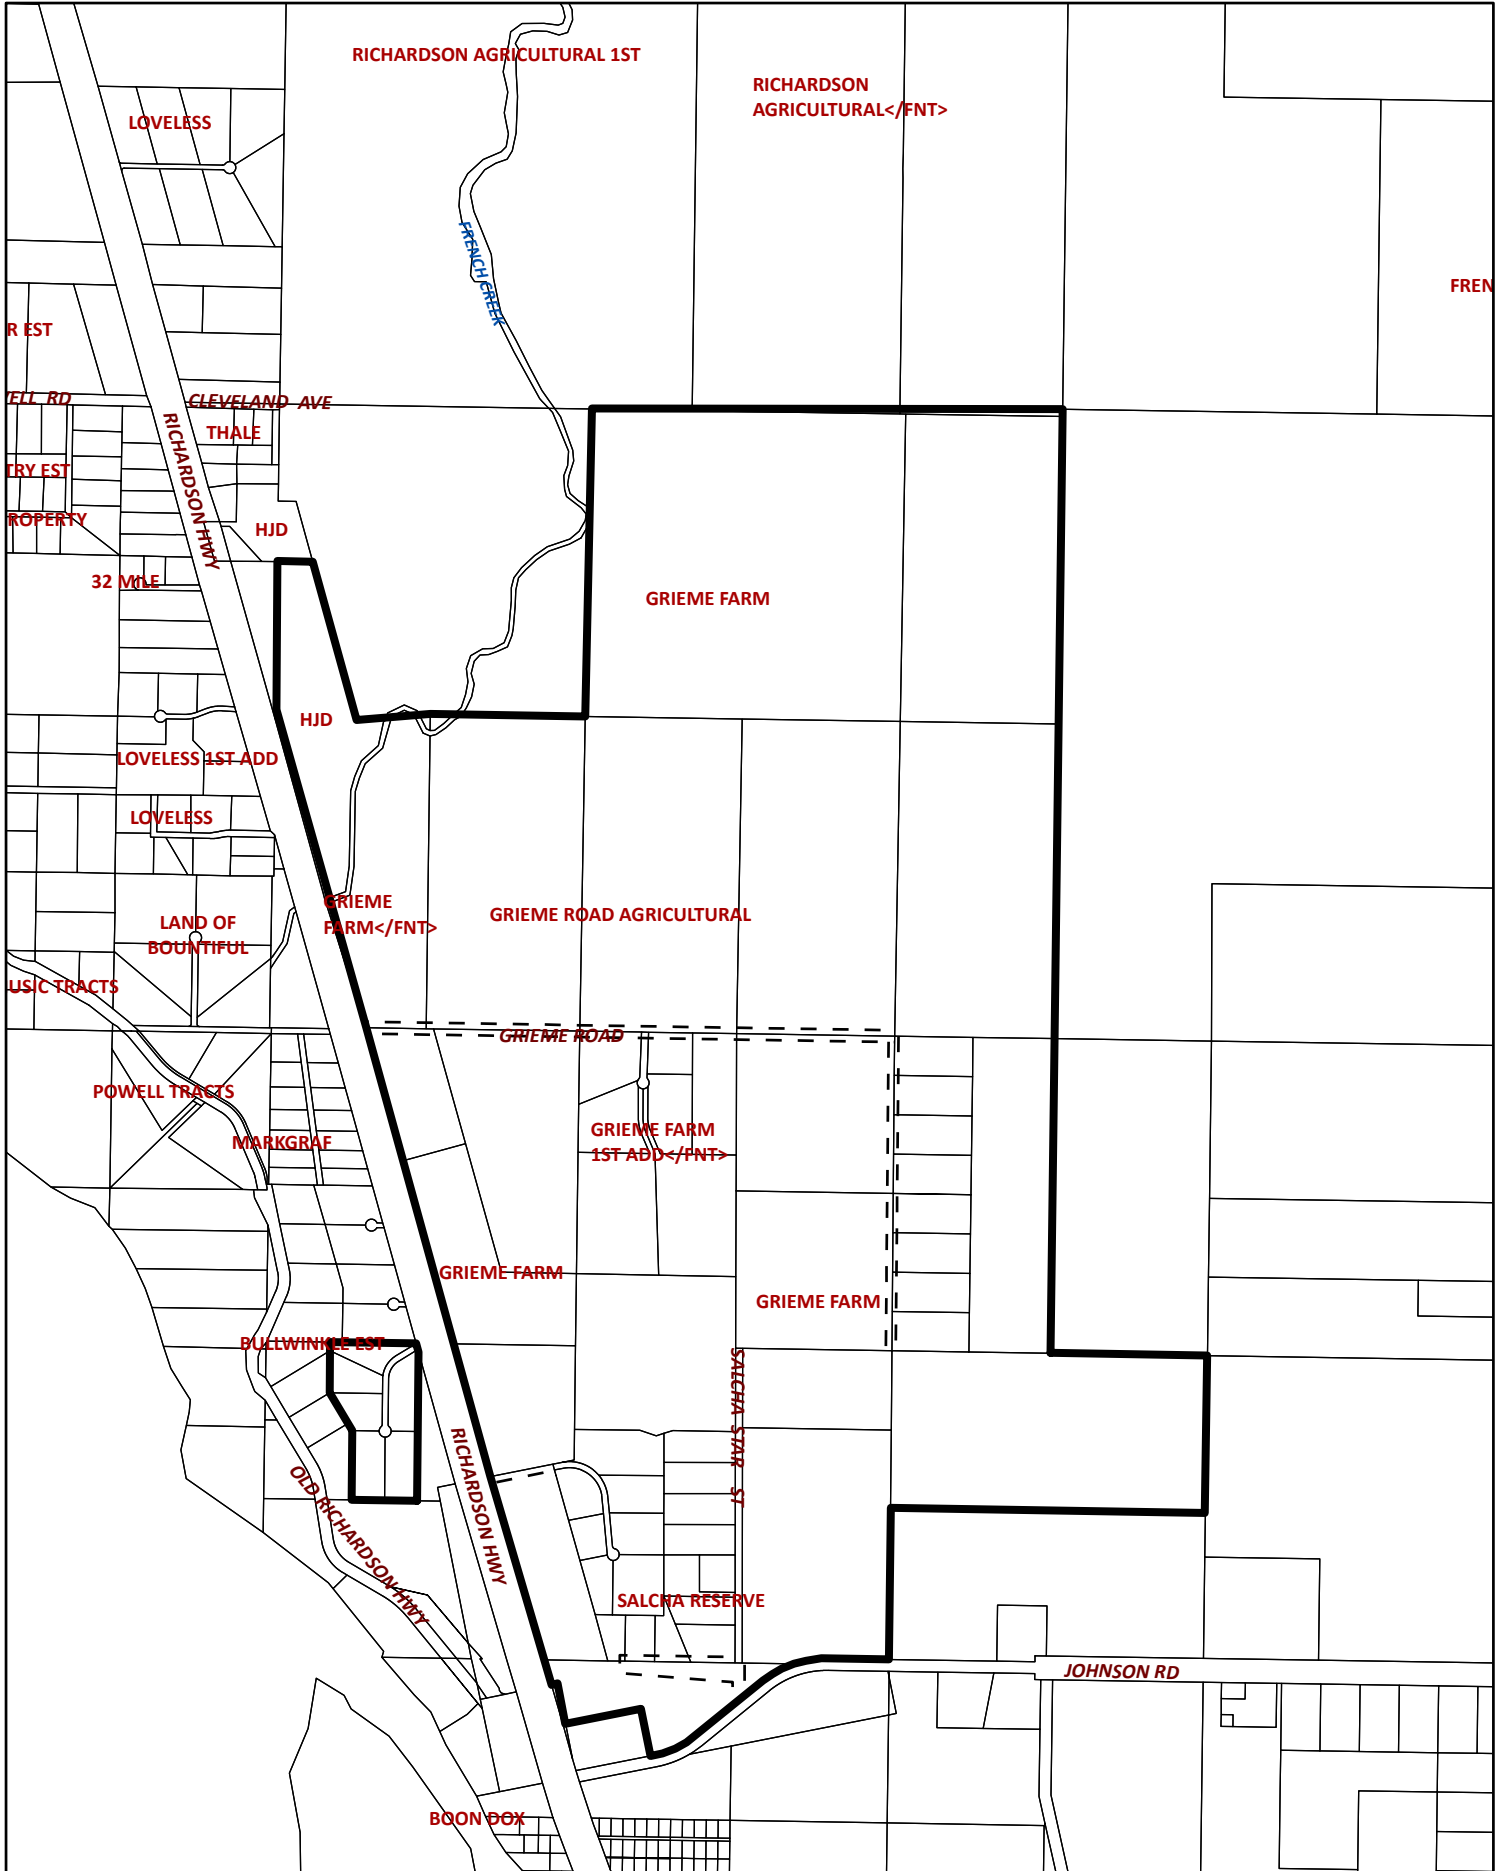 RICHARDSON AGRICULTURAL 1ST
RICHARDSON
AGRICULTURAL</FNT>
LOVELESS
FRENCH CREEK
FREN
R EST
ELL RD
CLEVELAND AVE
THALE
RICHARDSON HWY
TRY EST
ROPERTY
HJD
32 MILE
GRIEME FARM
HJD
LOVELESS 1ST ADD
LOVELESS
GRIEME
FARM</FNT>
GRIEME ROAD AGRICULTURAL
LAND OF
BOUNTIFUL
USIC TRACTS
GRIEME ROAD
POWELL TRACTS
MARKGRAF
GRIEME FARM
1ST ADD</FNT>
GRIEME FARM
GRIEME FARM
BULLWINKLE EST
SALCHA STAR ST
RICHARDSON HWY
OLD RICHARDSON HWY
SALCHA RESERVE
JOHNSON RD
BOON DOX